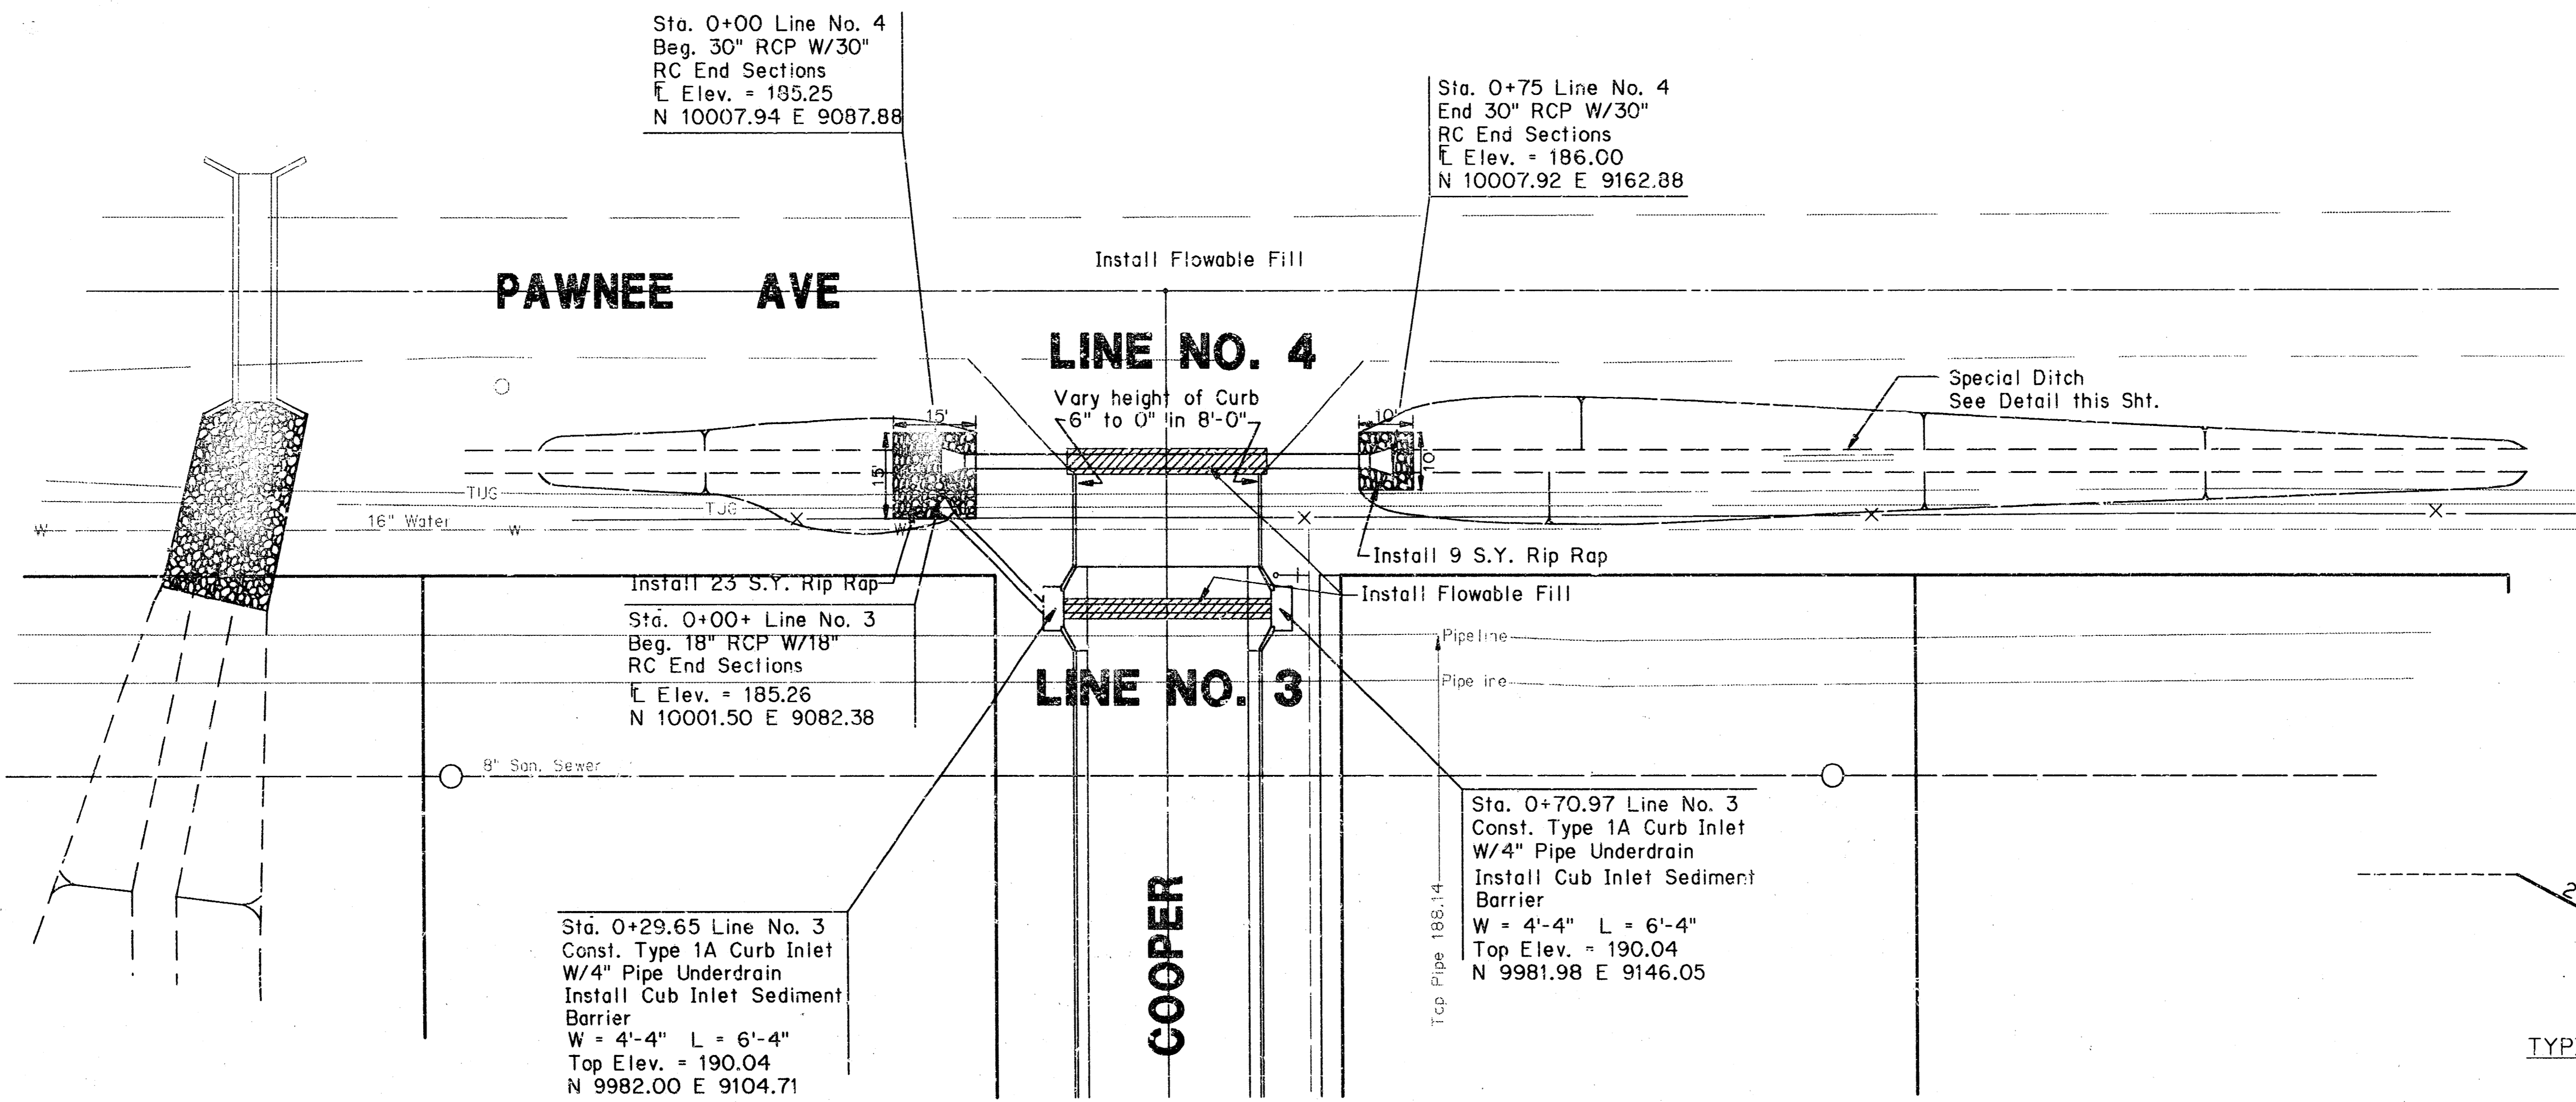 Sta. 0+00 Line No. 4
Beg. 30" RCP W/30"
RC End Sections
℄ Elev. = 185.25
N 10007.94 E 9087.88
Sta. 0+75 Line No. 4
End 30" RCP W/30"
RC End Sections
℄ Elev. = 186.00
N 10007.92 E 9162.88
Install Flowable Fill
PAWNEE AVE
LINE NO. 4
Vary height of Curb
6" to 0" in 8'-0"
Special Ditch
See Detail this Sht.
15'
15'
10'
10'
TUG
TUG
16" Water
W
W
W
X
X
X
X
Install 9 S.Y. Rip Rap
Install 23 S.Y. Rip Rap
Install Flowable Fill
Sta. 0+00+ Line No. 3
Beg. 18" RCP W/18"
RC End Sections
℄ Elev. = 185.26
N 10001.50 E 9082.38
Pipeline
Pipe ine
LINE NO. 3
8" San. Sewer
Top Pipe 188.14
Sta. 0+70.97 Line No. 3
Const. Type 1A Curb Inlet
W/4" Pipe Underdrain
Install Cub Inlet Sediment
Barrier
W = 4'-4" L = 6'-4"
Top Elev. = 190.04
N 9981.98 E 9146.05
COOPER
Sta. 0+29.65 Line No. 3
Const. Type 1A Curb Inlet
W/4" Pipe Underdrain
Install Cub Inlet Sediment
Barrier
W = 4'-4" L = 6'-4"
Top Elev. = 190.04
N 9982.00 E 9104.71
2
TYP